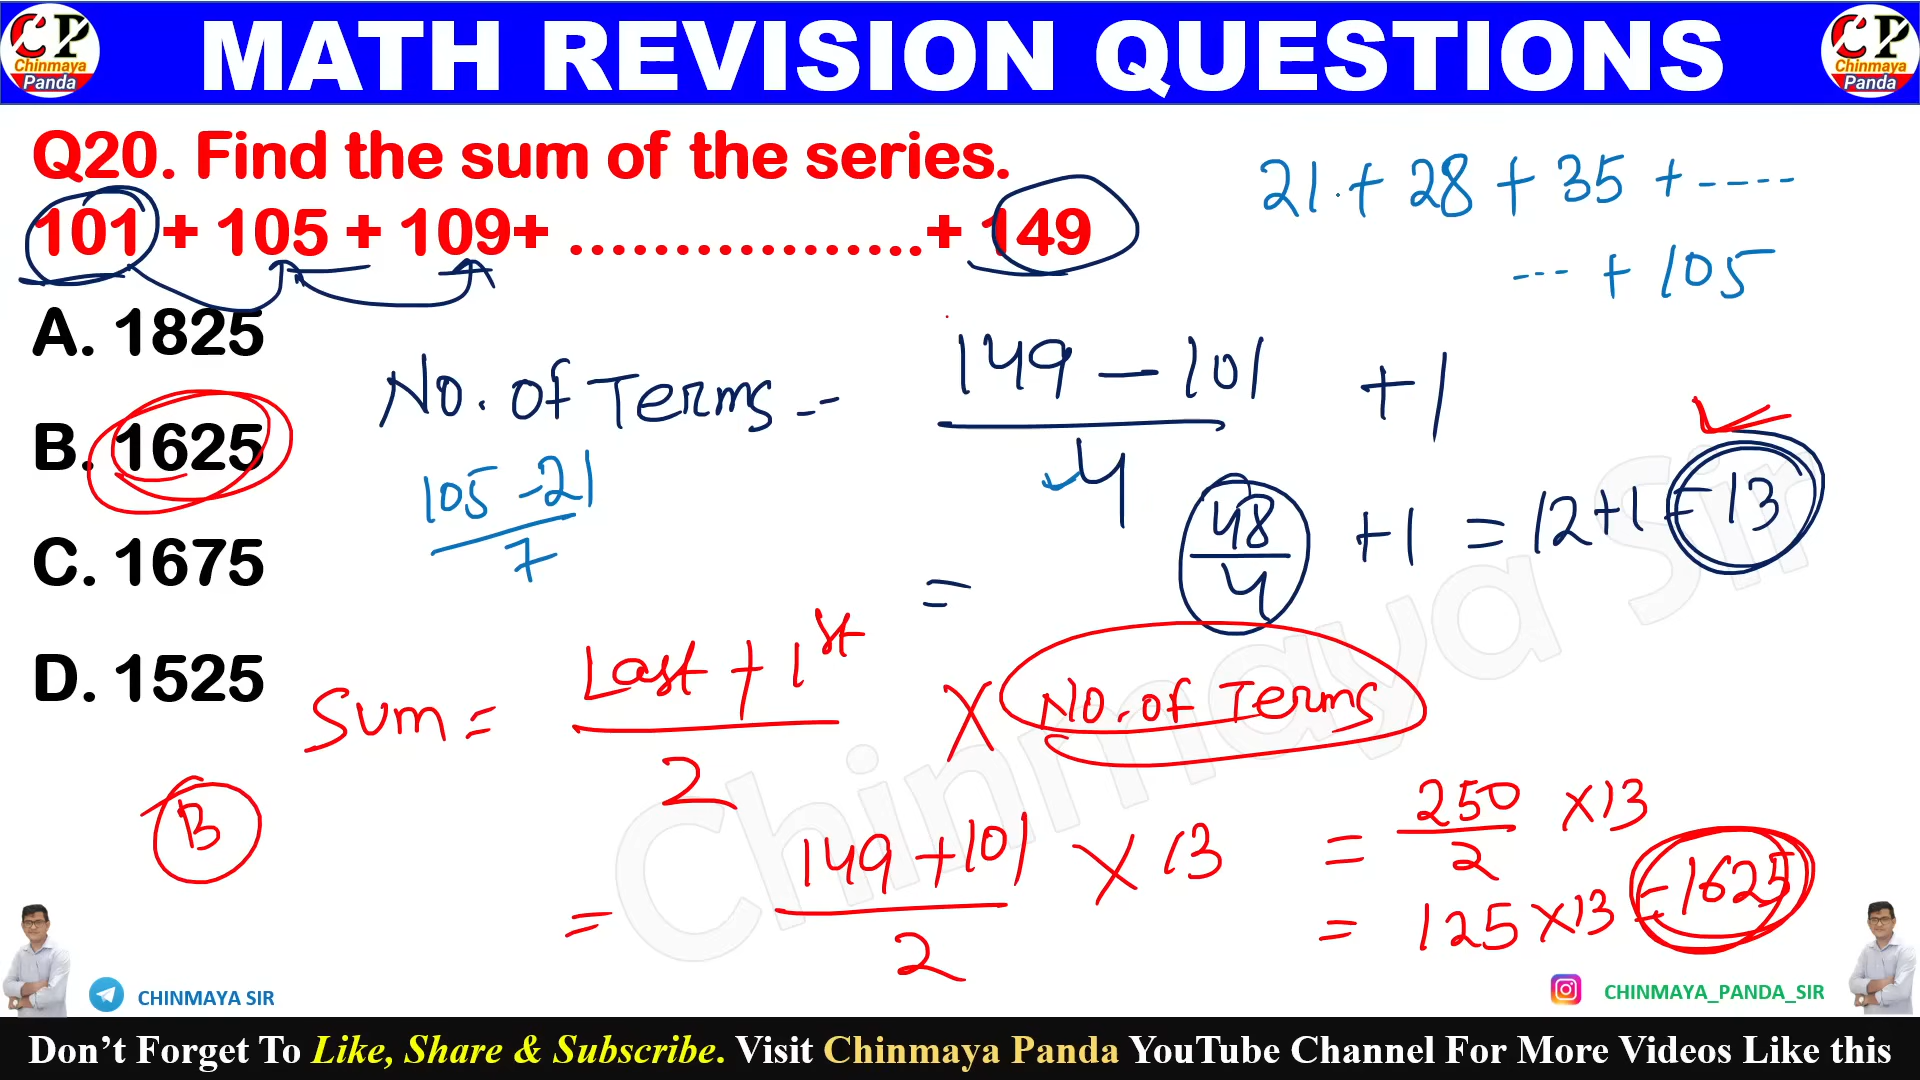 CP
Chinmaya
Panda
MATH REVISION QUESTIONS
CP
Chinmaya
Panda
Q20. Find the sum of the series.
101 + 105 + 109+ .................+ 149
21 + 28 + 35 + ----
--- + 105
A. 1825
B. 1625
C. 1675
D. 1525
No. of Terms --
149 - 101 / 4 + 1
105 - 21 / 7
= 48 / 4 + 1 = 12 + 1 = 13
Sum = Last + 1st / 2 X No. of Terms
B
= 149 + 101 / 2 X 13
= 250 / 2 X 13
= 125 X 13 = 1625
Chinmaya Sir
CHINMAYA SIR
CHINMAYA_PANDA_SIR
Don't Forget To Like, Share & Subscribe. Visit Chinmaya Panda YouTube Channel For More Videos Like this